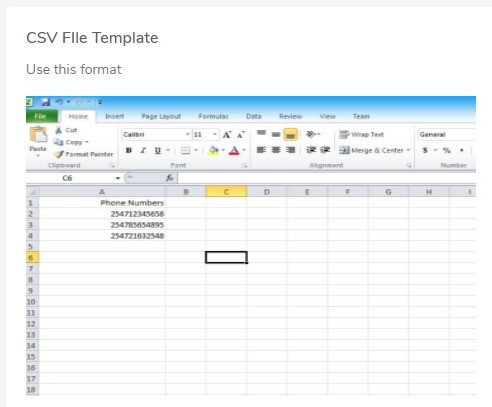 CSV FIle Template
Use this format
File Home Insert Page Layout Formulas Data Review View Team
Cut Calibri 11 A A Wrap Text General
Copy
Paste Format Painter B I U A Merge & Center $ %
Clipboard Font Alignment Number
C6 fx
A B C D E F G H I
1 Phone Numbers
2 254712345658
3 254785654895
4 254721632548
5
6
7
8
9
10
11
12
13
14
15
16
17
18